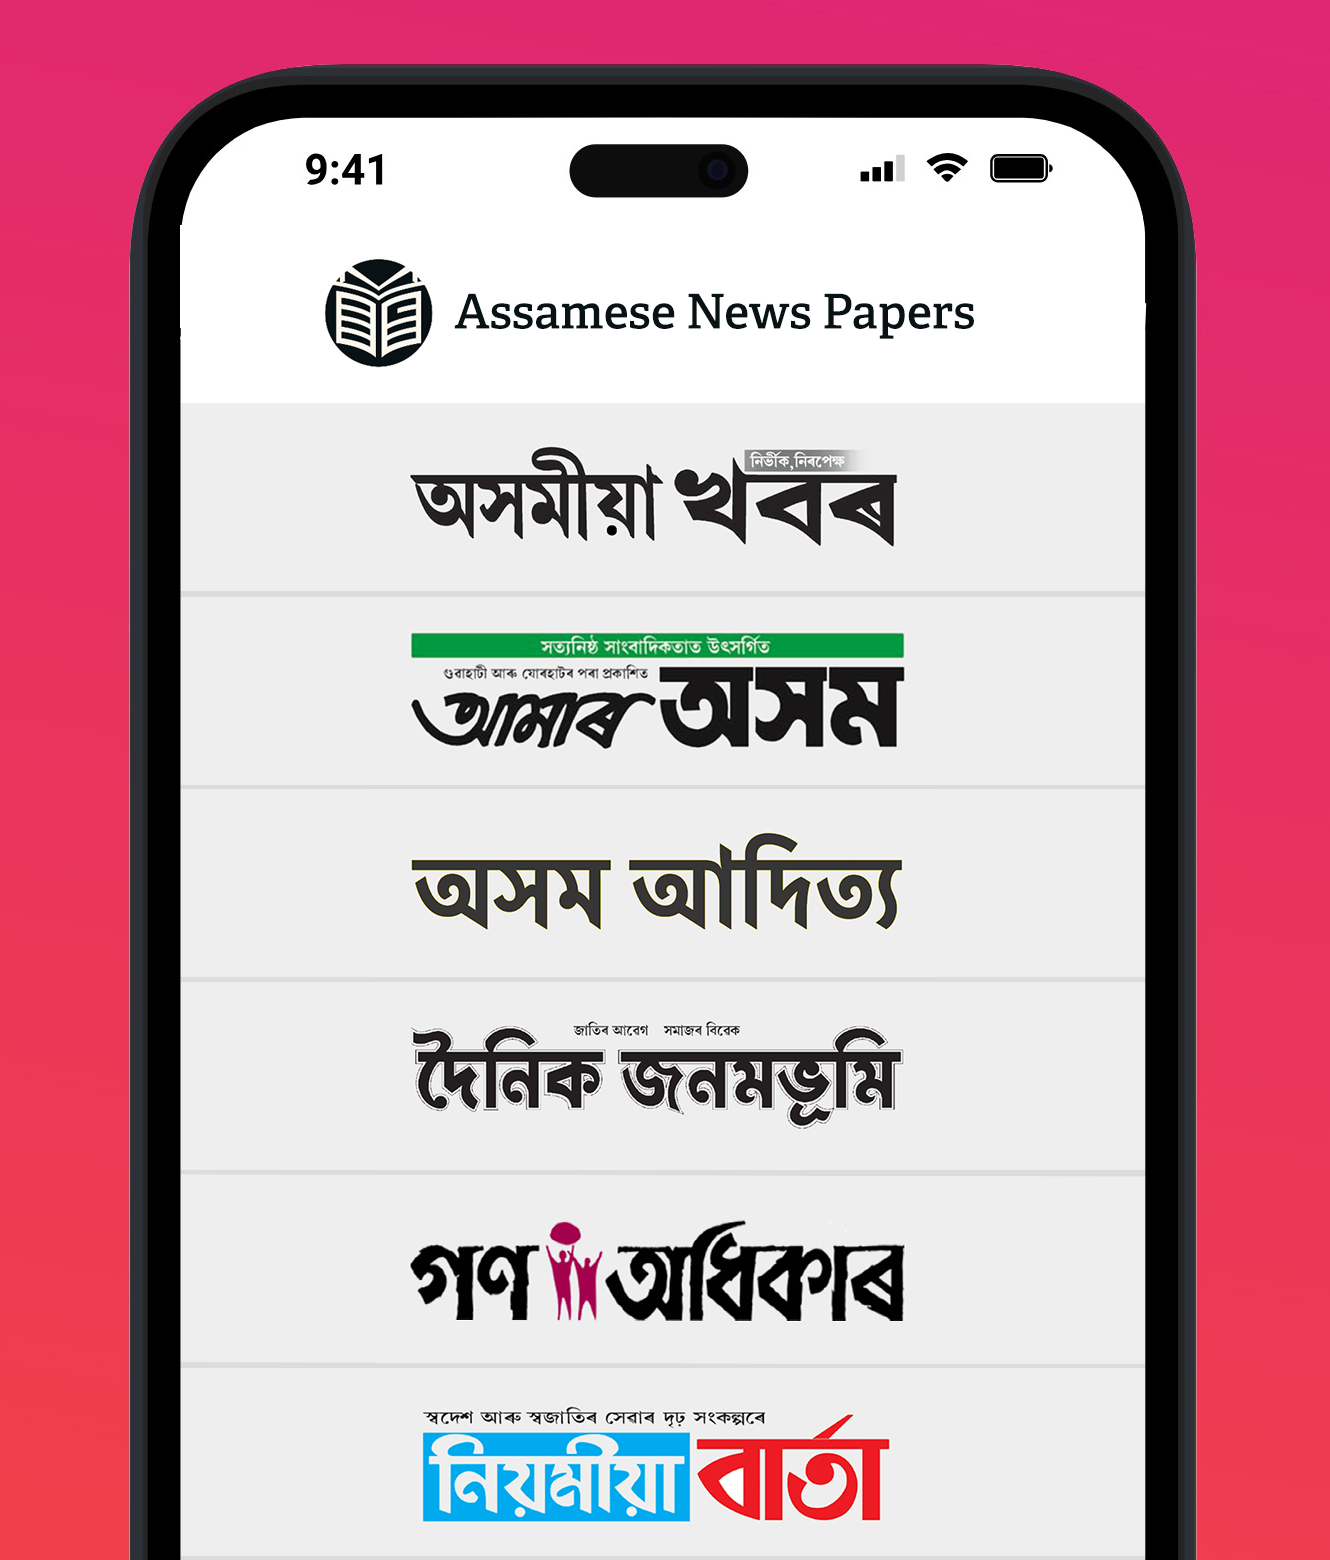 9:41
Assamese News Papers
নিৰ্ভীক,নিৰপেক্ষ
অসমীয়া খবৰ
সত্যনিষ্ঠ সাংবাদিকতাত উৎসৰ্গিত
গুৱাহাটী আৰু যোৰহাটৰ পৰা প্ৰকাশিত
আমাৰ অসম
অসম আদিত্য
জাতিৰ আৱেগ সমাজৰ বিৱেক
দৈনিক জনমভূমি
গণ অধিকাৰ
স্বদেশ আৰু স্বজাতিৰ সেৱাৰ দৃঢ় সংকল্পৰে
নিয়মীয়া বাৰ্তা